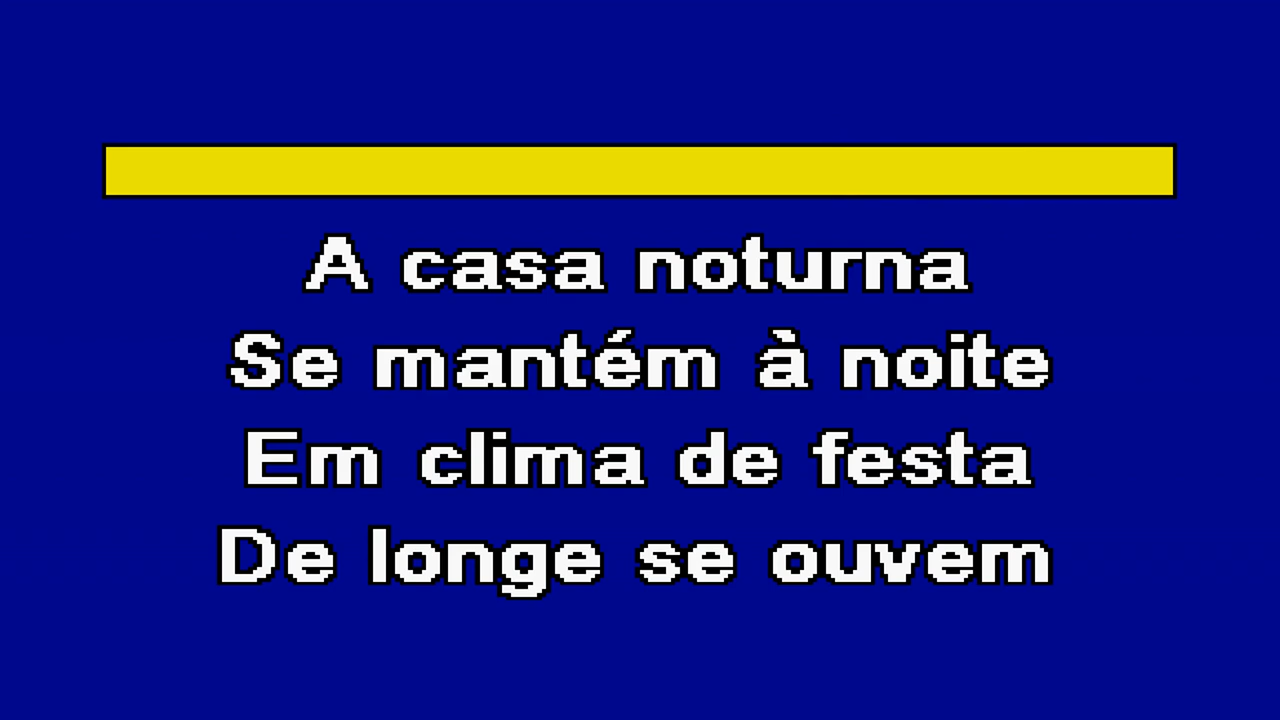 A casa noturna
Se mantém à noite
Em clima de festa
De longe se ouvem